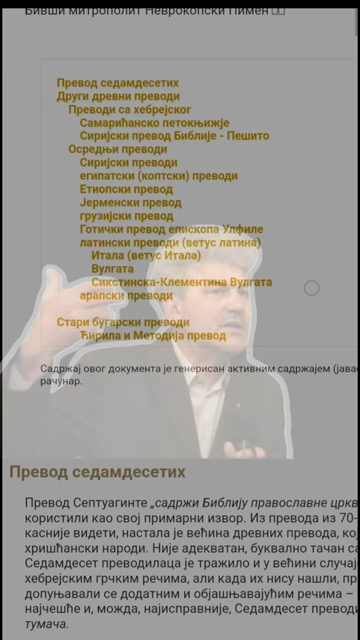 Бивши митрополит Неврокопски Пимен
Превод седамдесетих
Други древни преводи
Преводи са хебрејског
Самарићанско петокњижје
Сиријски превод Библије - Пешито
Осредњи преводи
Сиријски преводи
египатски (коптски) преводи
Етиопски превод
Јерменски превод
грузијски превод
Готички превод епископа Улфиле
латински преводи (ветус латина)
Итала (ветус Итала)
Вулгата
Сикстинска-Клементина Вулгата
арапски преводи
Стари бугарски преводи
Ћирила и Методија превод
Садржај овог документа је генерисан активним садржајем (јава
рачунар.
Превод седамдесетих
Превод Септуагинте „садржи Библију православне цркв
користили као свој примарни извор. Из превода из 70-
касније видети, настала је већина древних превода, ко
хришћански народи. Није адекватан, буквално тачан са
Седамдесет преводилаца је тражило и у већини случај
хебрејским грчким речима, али када их нису нашли, пр
допуњавали се додатним и објашњавајућим речима –
најчешће и, можда, најисправније, Седамдесет преводи
тумача.